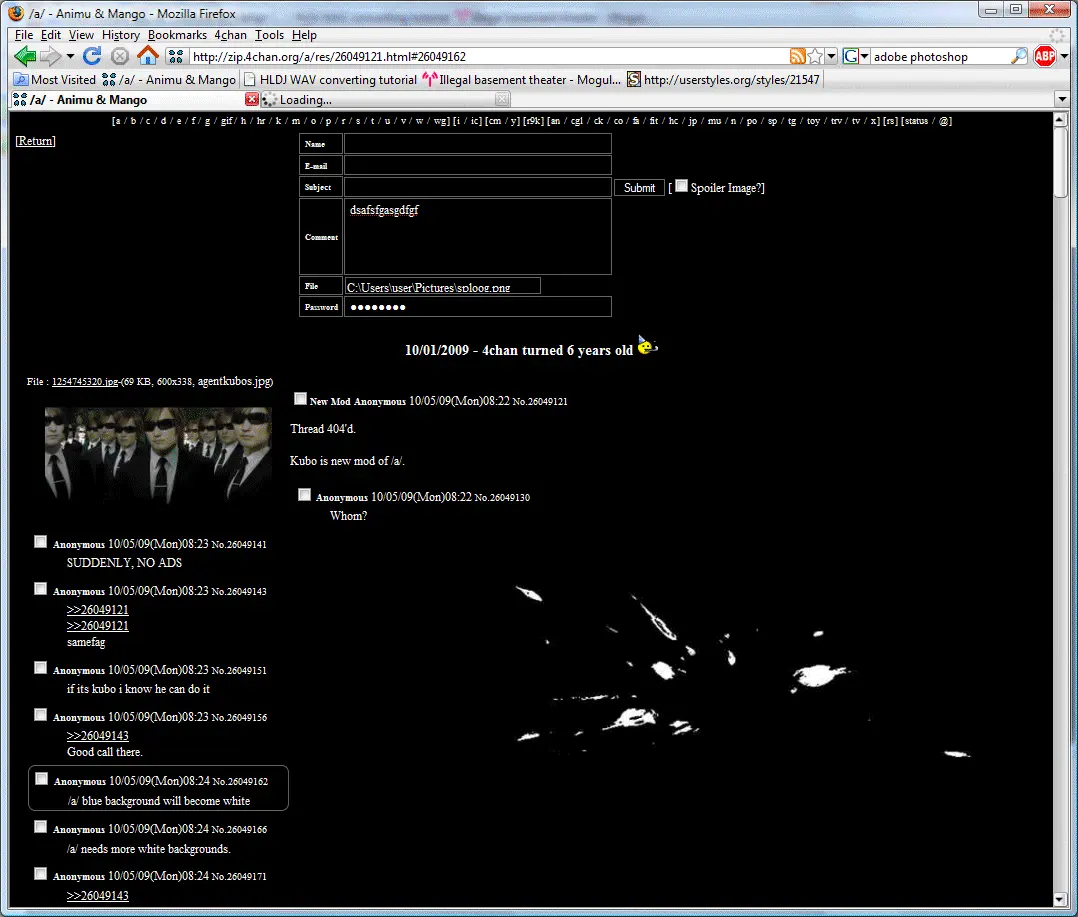 /a/ - Animu & Mango - Mozilla Firefox
File Edit View History Bookmarks 4chan Tools Help
http://zip.4chan.org/a/res/26049121.html#26049162
G adobe photoshop ABP
Most Visited /a/ - Animu & Mango HLDJ WAV converting tutorial Illegal basement theater - Mogul... S http://userstyles.org/styles/21547
/a/ - Animu & Mango Loading...
[a / b / c / d / e / f / g / gif / h / hr / k / m / o / p / r / s / t / u / v / w / wg] [i / ic] [cm / y] [r9k] [an / cgl / ck / co / fa / fit / hc / jp / mu / n / po / sp / tg / toy / trv / tv / x] [rs] [status / @]
[Return]
Name
E-mail
Subject Submit [ Spoiler Image?]
Comment dsafsfgasgdfgf
File C:\Users\user\Pictures\sploog.png
Password ●●●●●●●●
10/01/2009 - 4chan turned 6 years old
File : 1254745320.jpg-(69 KB, 600x338, agentkubos.jpg)
New Mod Anonymous 10/05/09(Mon)08:22 No.26049121
Thread 404'd.
Kubo is new mod of /a/.
Anonymous 10/05/09(Mon)08:22 No.26049130
Whom?
Anonymous 10/05/09(Mon)08:23 No.26049141
SUDDENLY, NO ADS
Anonymous 10/05/09(Mon)08:23 No.26049143
>>26049121
>>26049121
samefag
Anonymous 10/05/09(Mon)08:23 No.26049151
if its kubo i know he can do it
Anonymous 10/05/09(Mon)08:23 No.26049156
>>26049143
Good call there.
Anonymous 10/05/09(Mon)08:24 No.26049162
/a/ blue background will become white
Anonymous 10/05/09(Mon)08:24 No.26049166
/a/ needs more white backgrounds.
Anonymous 10/05/09(Mon)08:24 No.26049171
>>26049143